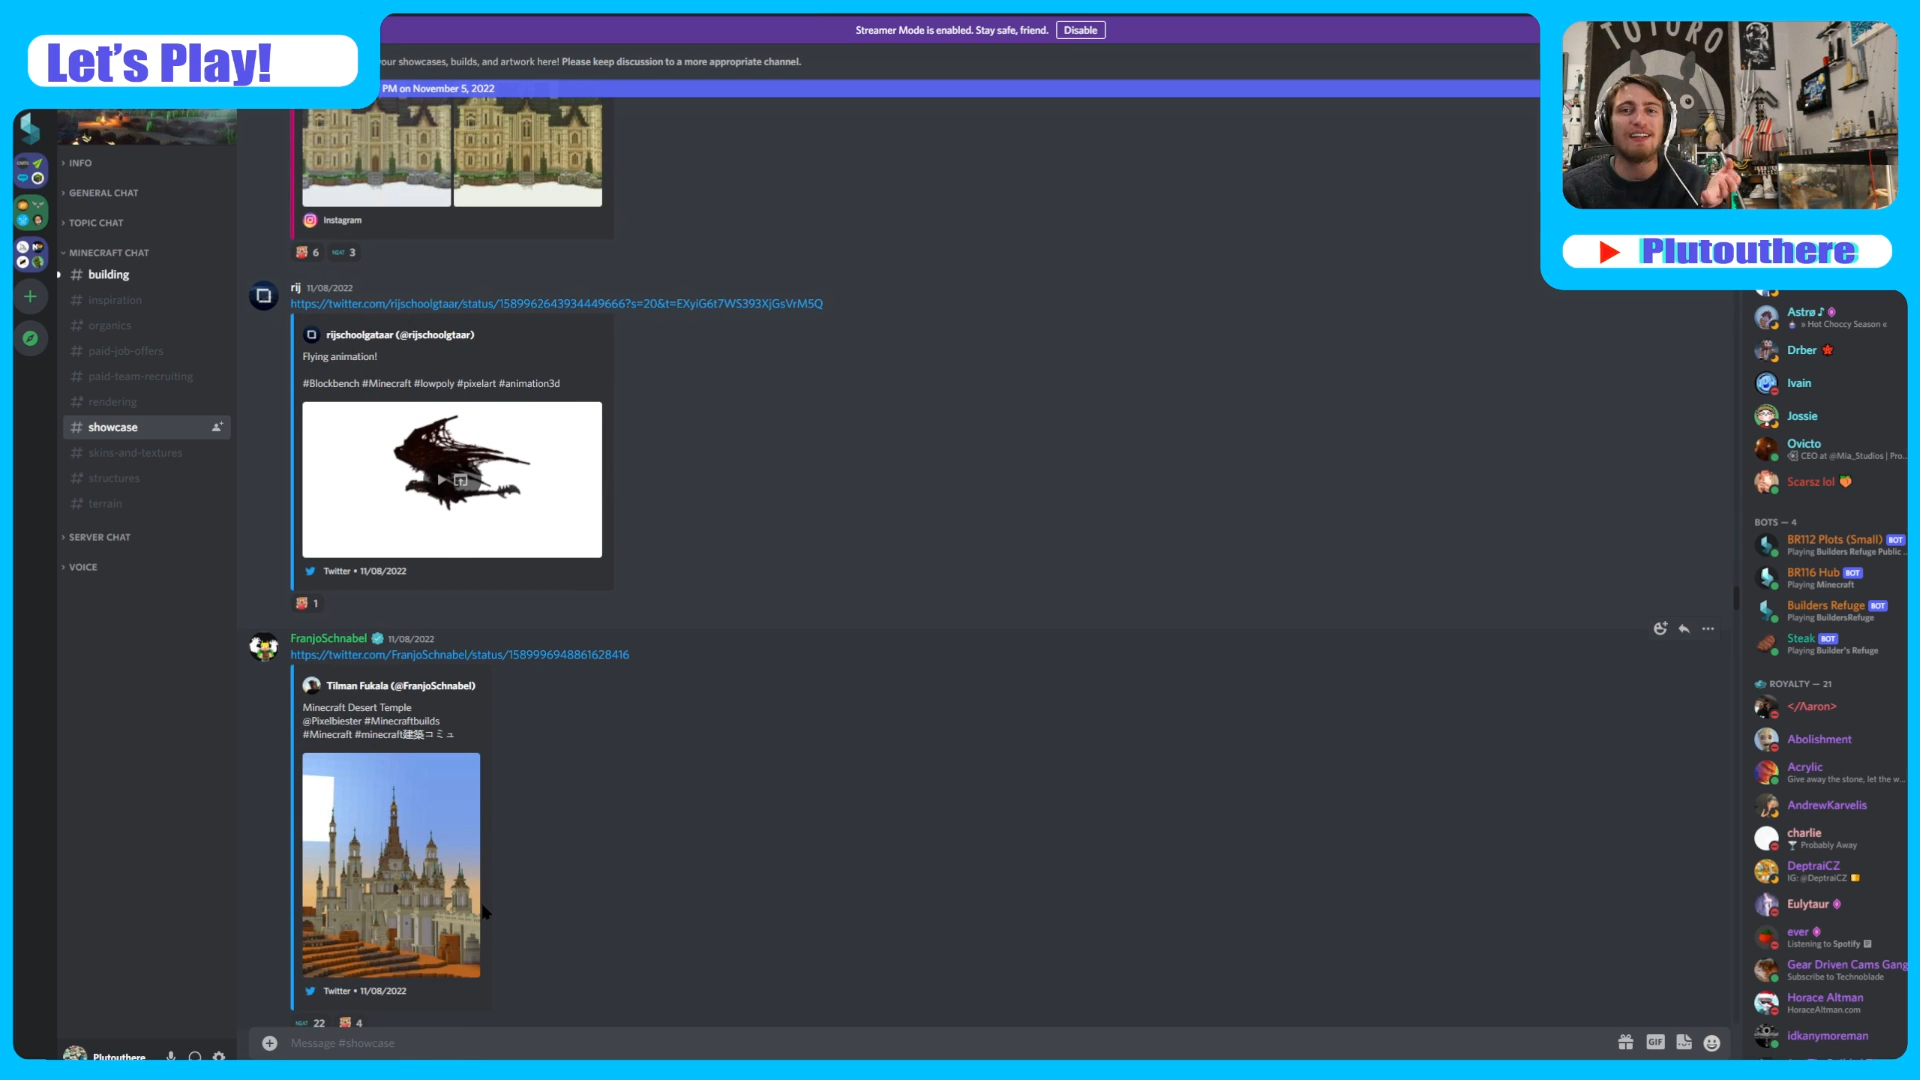 Let's Play!
Streamer Mode is enabled. Stay safe, friend. Disable
our showcases, builds, and artwork here! Please keep discussion to a more appropriate channel.
PM on November 5, 2022
TOTORO
Plutouthere
INFO
GENERAL CHAT
TOPIC CHAT
MINECRAFT CHAT
# building
# inspiration
# organics
# paid-job-offers
# paid-team-recruiting
# rendering
# showcase
# skins-and-textures
# structures
# terrain
SERVER CHAT
VOICE
Plutouthere
Instagram
6 NEAT 3
rij 11/08/2022
https://twitter.com/rijschoolgtaar/status/1589962643934449666?s=20&t=EXyiG6t7WS393XjGsVrM5Q
rijschoolgataar (@rijschoolgtaar)
Flying animation!
#Blockbench #Minecraft #lowpoly #pixelart #animation3d
Twitter • 11/08/2022
1
FranjoSchnabel 11/08/2022
https://twitter.com/FranjoSchnabel/status/1589996948861628416
Tilman Fukala (@FranjoSchnabel)
Minecraft Desert Temple
@Pixelbiester #Minecraftbuilds
#Minecraft #minecraft建築コミュ
Twitter • 11/08/2022
NEAT 22 4
Message #showcase
GIF
Astrø♪
» Hot Choccy Season «
Drber
Ivain
Jossie
Ovicto
CEO at @Mia_Studios | Pro...
Scarsz lol
BOTS — 4
BR112 Plots (Small) BOT
Playing Builders Refuge Public ...
BR116 Hub BOT
Playing Minecraft
Builders Refuge BOT
Playing BuildersRefuge
Steak BOT
Playing Builder's Refuge
ROYALTY — 21
</Λaron>
Abolishment
Acrylic
Give away the stone, let the w...
AndrewKarvelis
charlie
Probably Away
DeptraiCZ
IG: @DeptraiCZ
Eulytaur
ever
Listening to Spotify
Gear Driven Cams Gang
Subscribe to Technoblade
Horace Altman
HoraceAltman.com
idkanymoreman